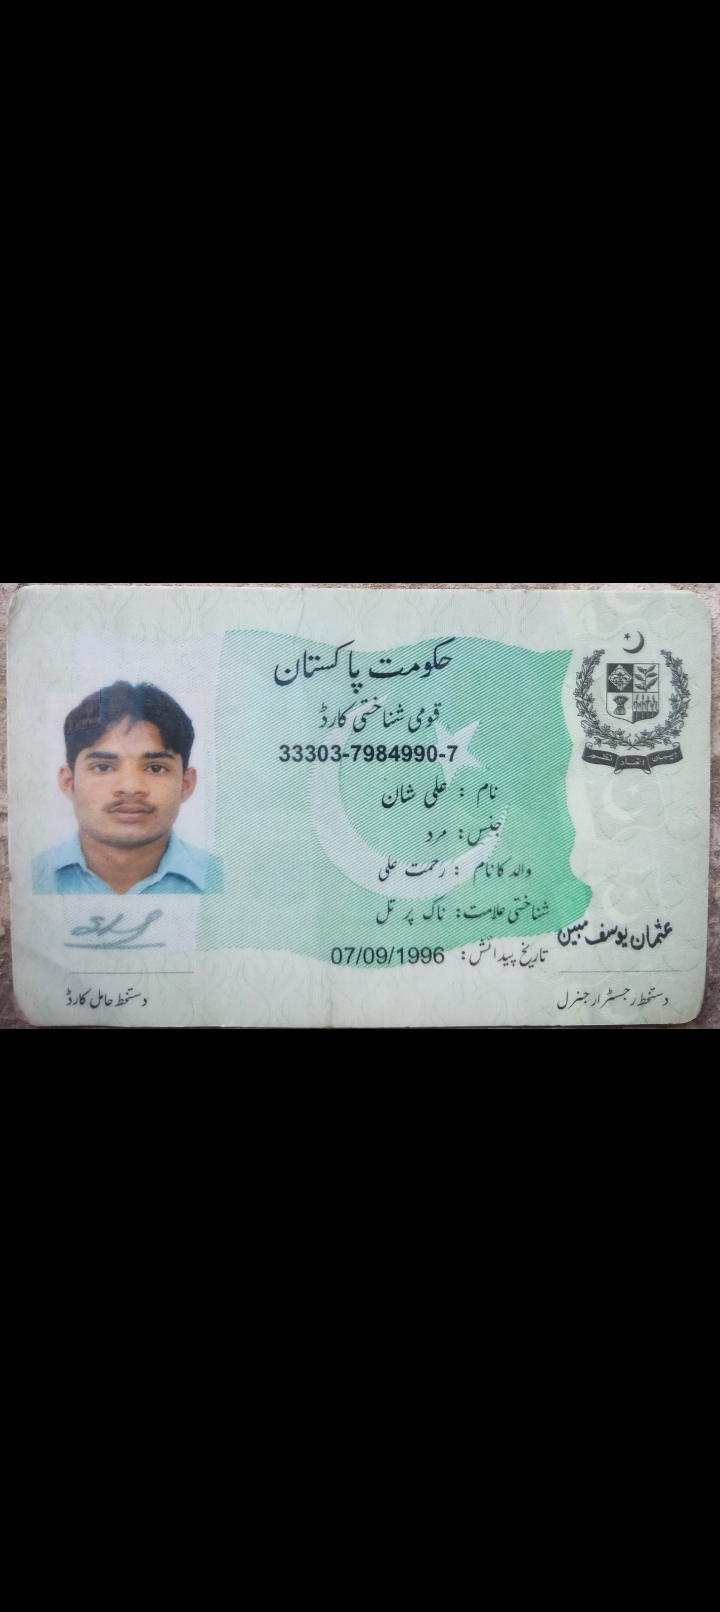 حکومت پاکستان
قومی شناختی کارڈ
33303-7984990-7
نام : علی شان
جنس: مرد
والد کا نام : رحمت علی
شناختی علامت: ناک پر تل
تاریخ پیدائش: 07/09/1996
ایمان اتحاد نظم
عثمان یوسف مبین
دستخط رجسٹرار جنرل
دستخط حامل کارڈ